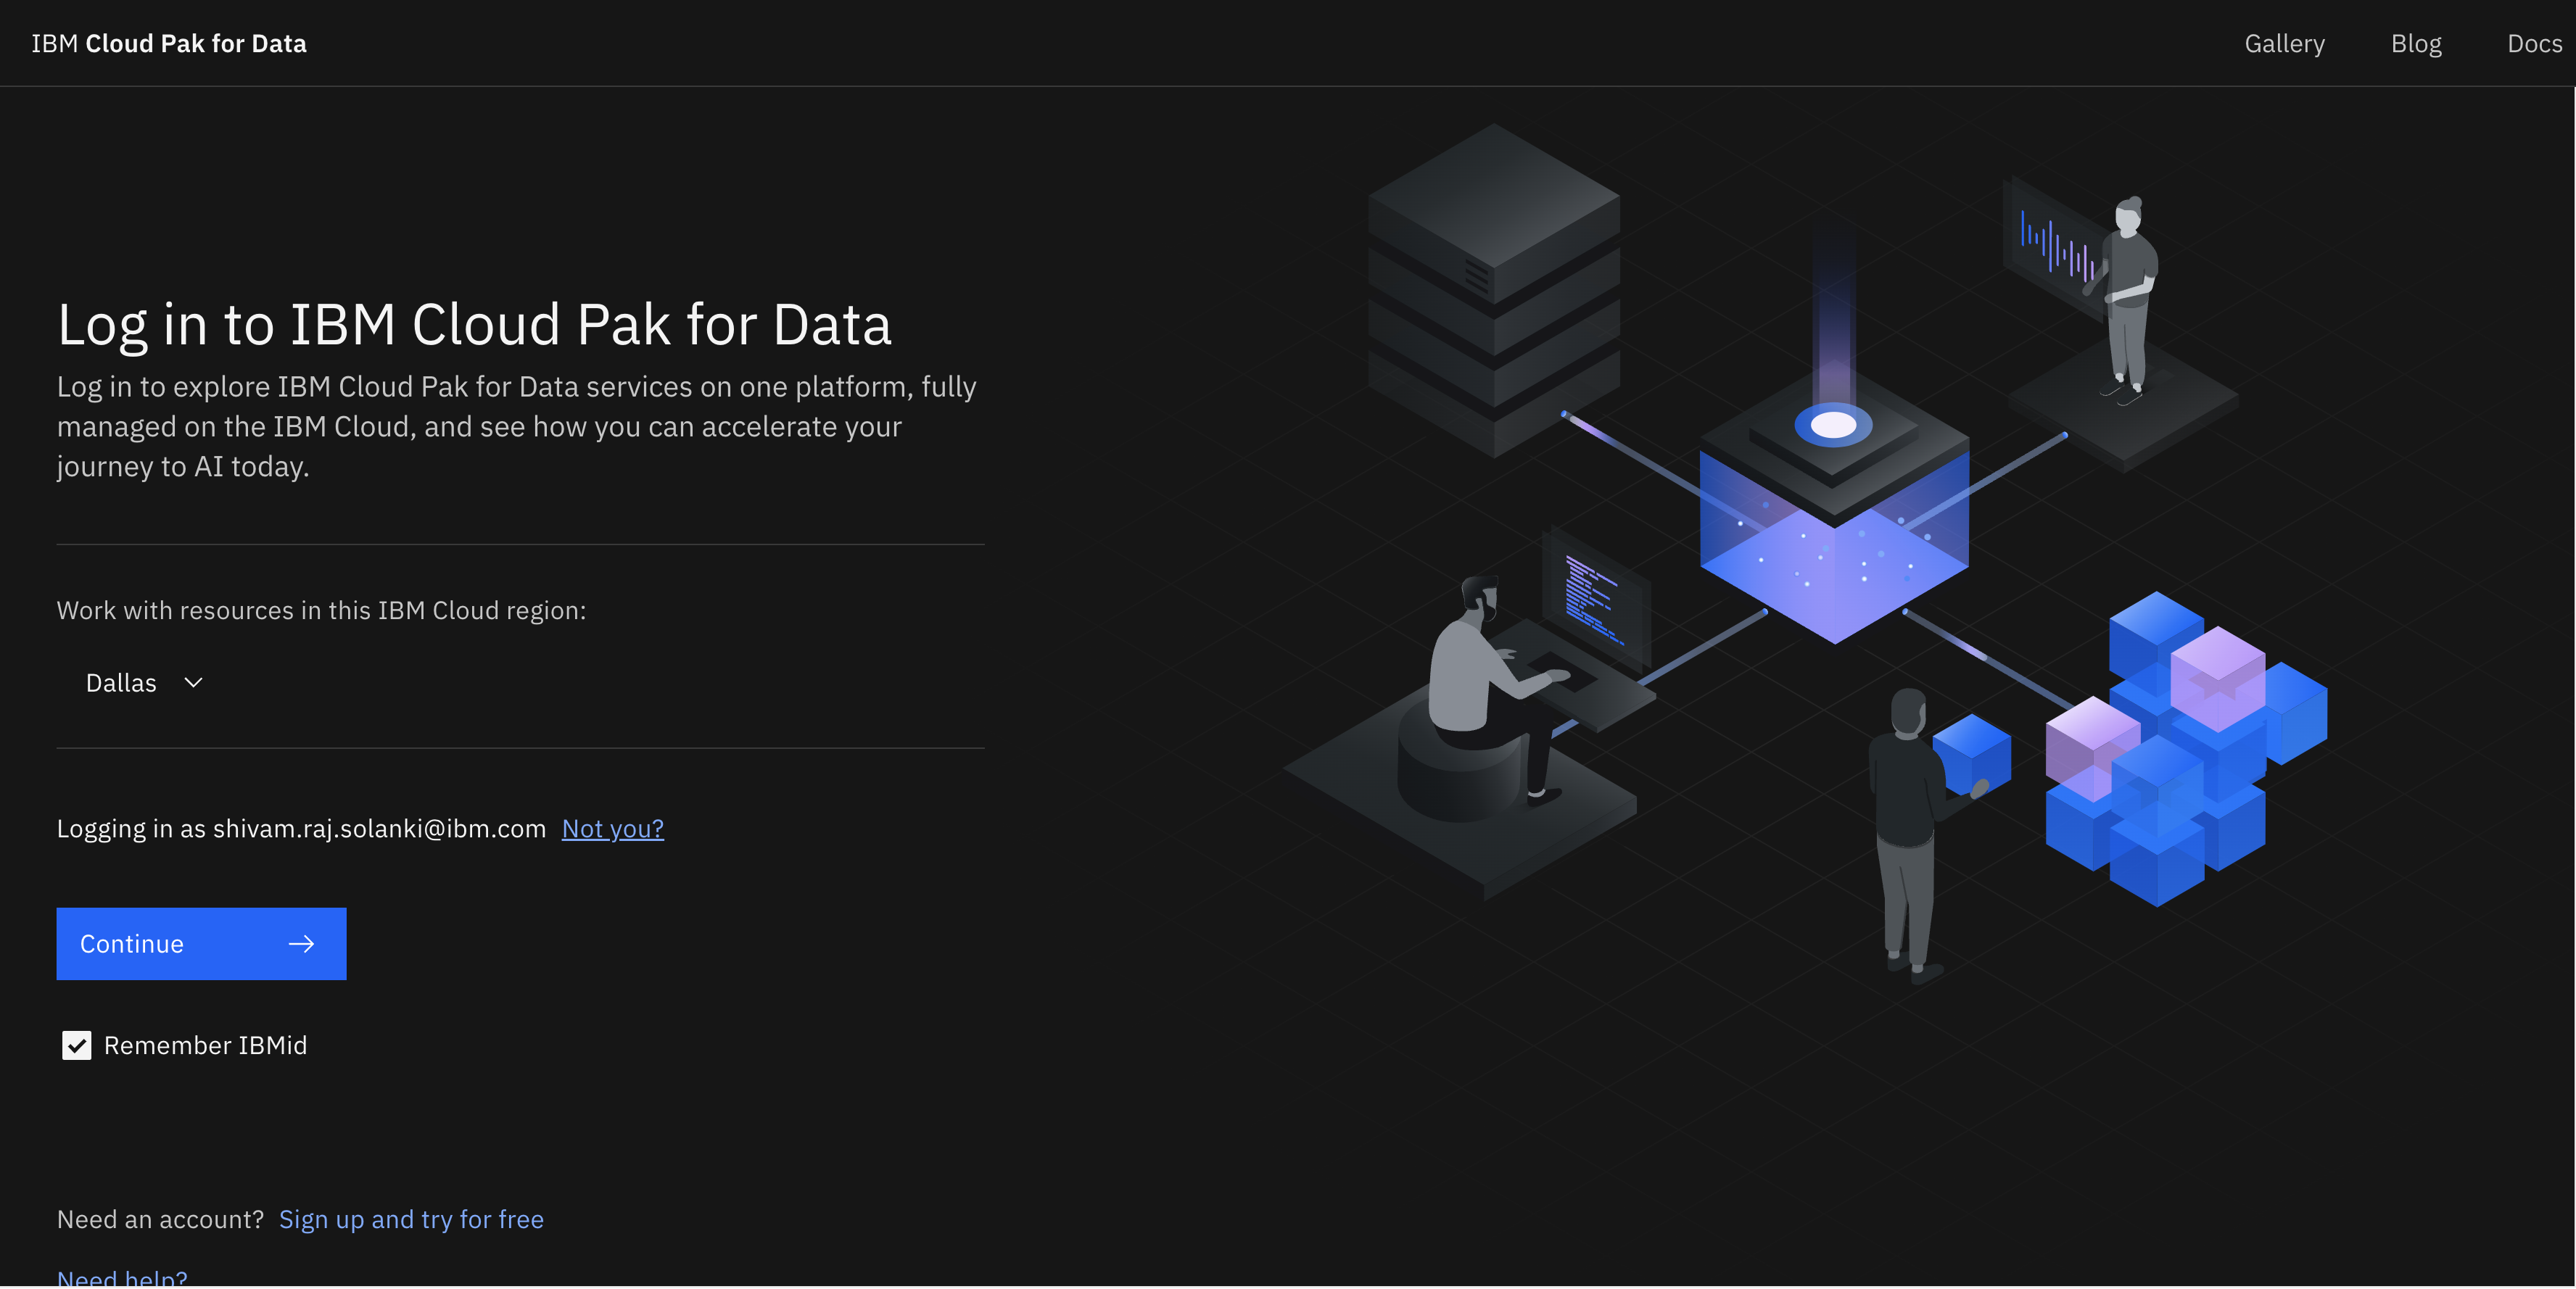 IBM Cloud Pak for Data
Gallery
Blog
Docs
Log in to IBM Cloud Pak for Data
Log in to explore IBM Cloud Pak for Data services on one platform, fully
managed on the IBM Cloud, and see how you can accelerate your
journey to AI today.
Work with resources in this IBM Cloud region:
Dallas
Logging in as shivam.raj.solanki@ibm.com Not you?
Continue
Remember IBMid
Need an account? Sign up and try for free
Need help?